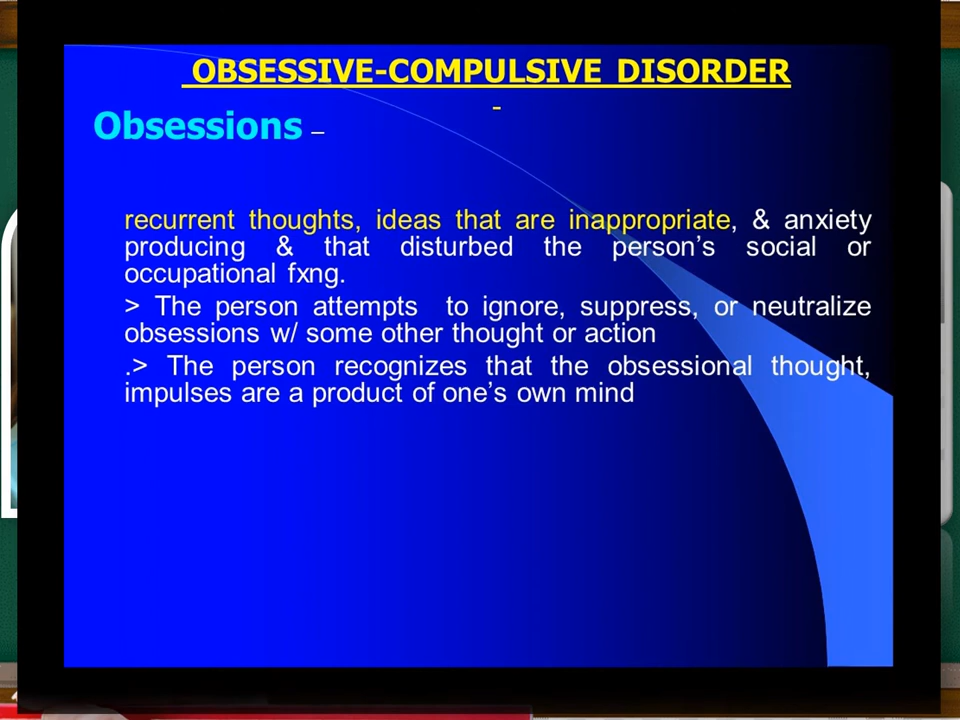 OBSESSIVE-COMPULSIVE DISORDER
-
Obsessions –
recurrent thoughts, ideas that are inappropriate, & anxiety
producing & that disturbed the person's social or
occupational fxng.
> The person attempts to ignore, suppress, or neutralize
obsessions w/ some other thought or action
.> The person recognizes that the obsessional thought,
impulses are a product of one's own mind